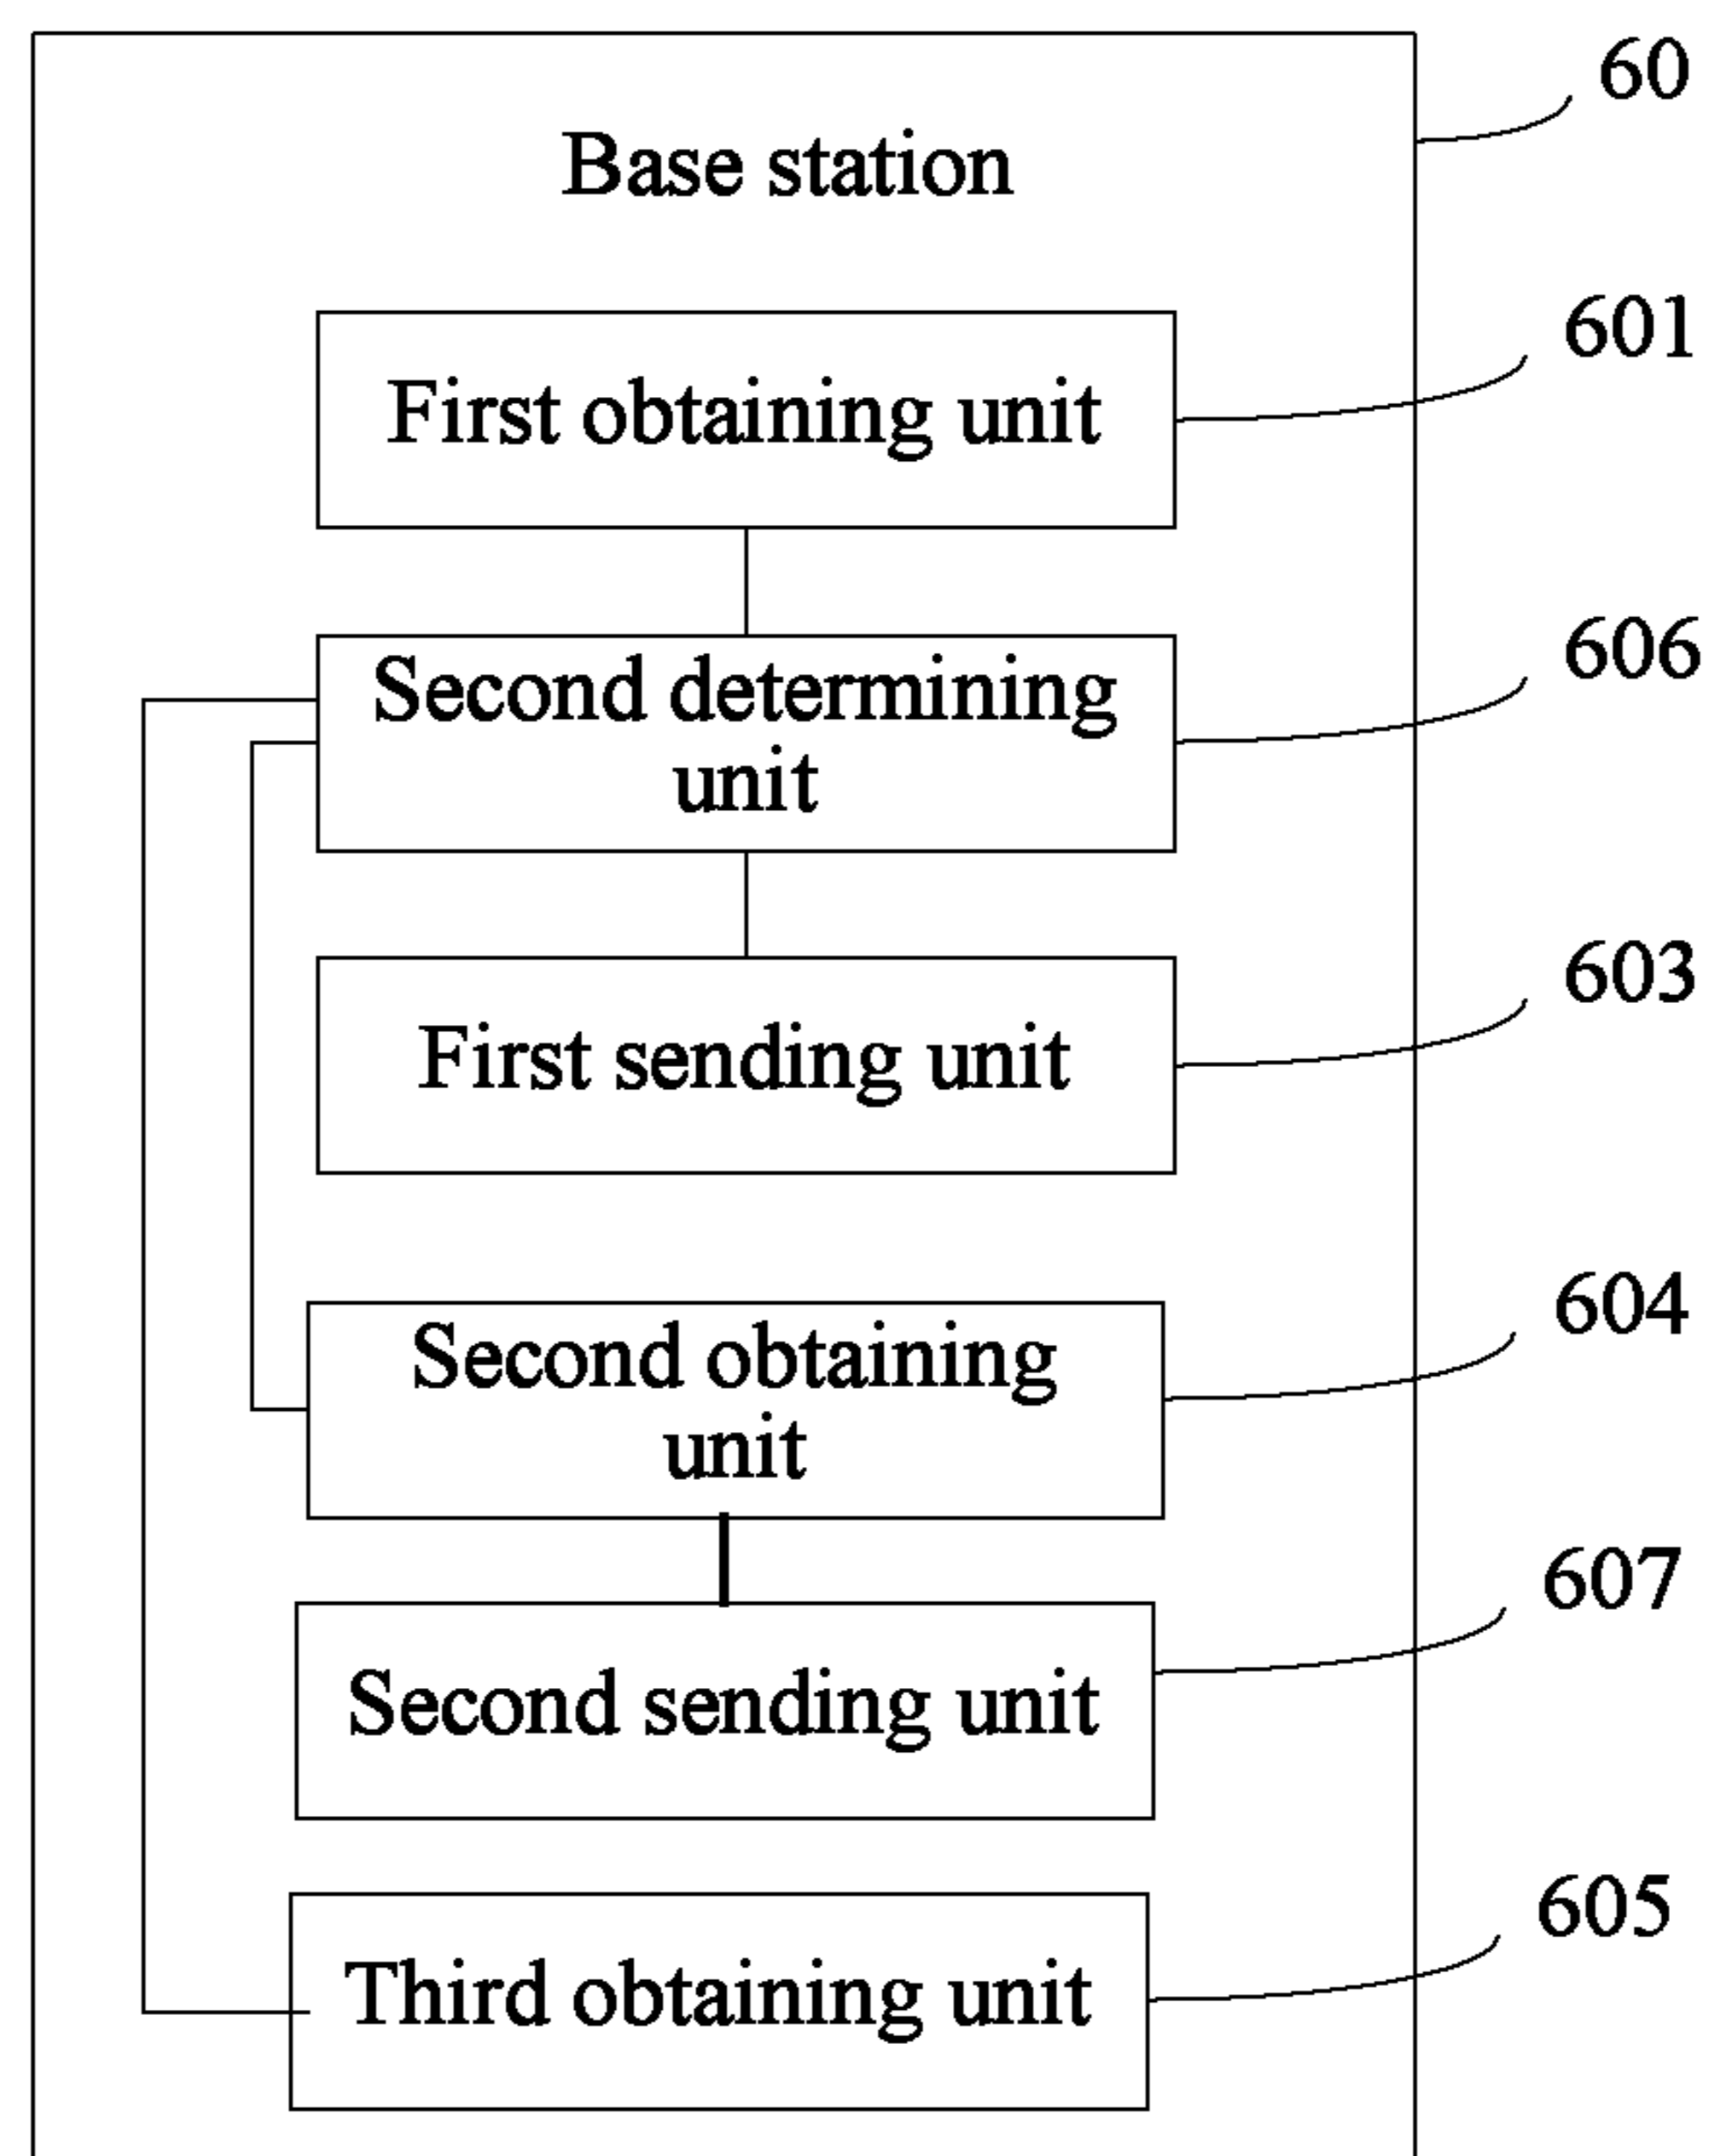 60
Base station
601
First obtaining unit
606
Second determining
unit
603
First sending unit
604
Second obtaining
unit
607
Second sending unit
605
Third obtaining unit